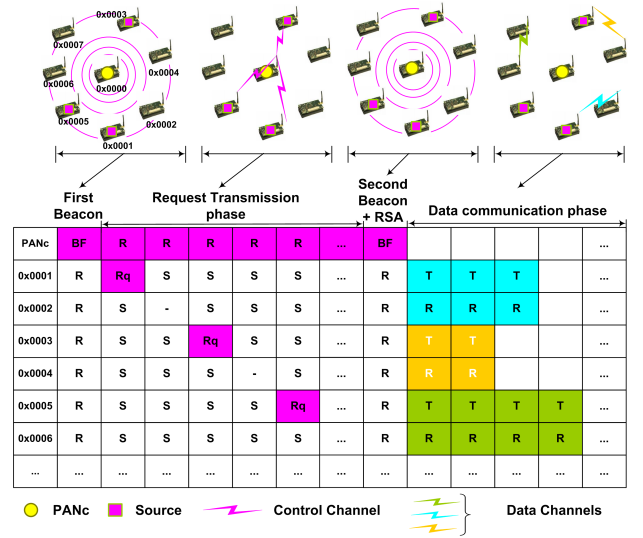 0x0003
0x0007
0x0004
0x0006
0x0000
0x0005
0x0002
0x0001
First
Beacon
Request Transmission
phase
Second
Beacon
+ RSA
Data communication phase
PANc BF R R R R R ... BF ...
0x0001 R Rq S S S S ... R T T T ...
0x0002 R S - S S S ... R R R R ...
0x0003 R S S Rq S S ... R T T ...
0x0004 R S S S - S ... R R R ...
0x0005 R S S S S Rq ... R T T T T ...
0x0006 R S S S S S ... R R R R R ...
... ... ... ... ... ... ... ... ... ... ... ... ... ...
PANc Source Control Channel Data Channels